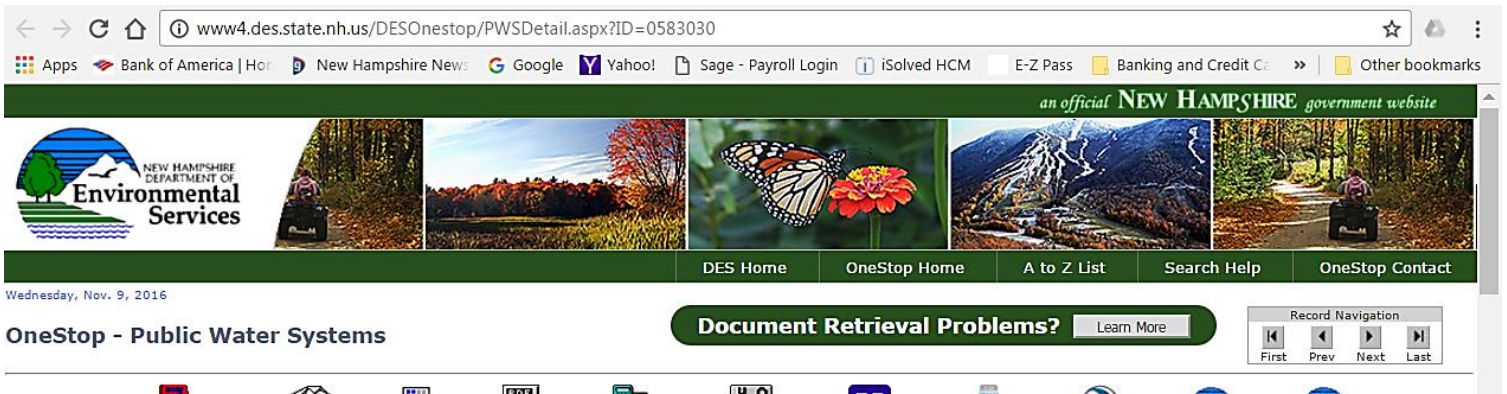 www4.des.state.nh.us/DESOnestop/PWSDetail.aspx?ID=0583030
Apps Bank of America | Hor New Hampshire News Google Yahoo! Sage - Payroll Login iSolved HCM E-Z Pass Banking and Credit Ca » Other bookmarks
an official NEW HAMPSHIRE government website
NEW HAMPSHIRE
DEPARTMENT OF
Environmental
Services
DES Home OneStop Home A to Z List Search Help OneStop Contact
Wednesday, Nov. 9, 2016
OneStop - Public Water Systems
Document Retrieval Problems? Learn More
Record Navigation
First Prev Next Last